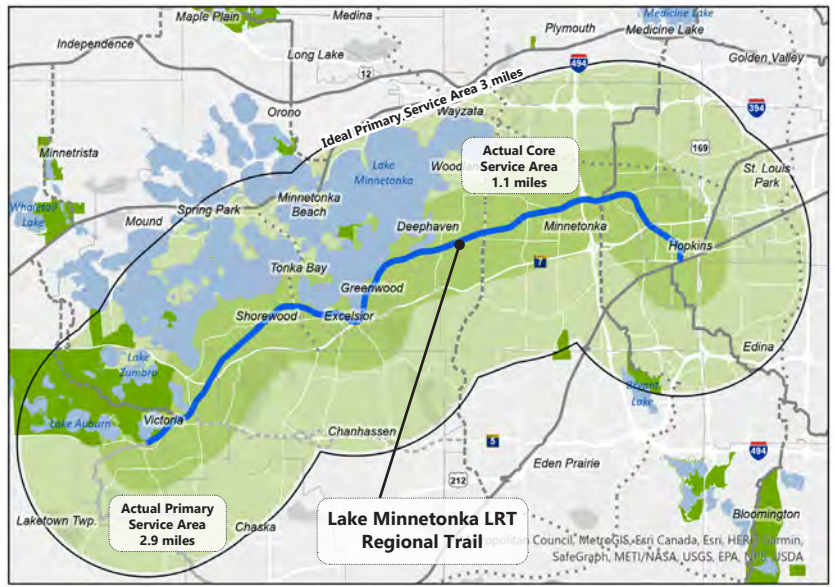 Maple Plain
Medina
Plymouth
Medicine Lake
Medicine Lake
Independence
Long Lake
12
494
Golden Valley
Ideal Primary Service Area 3 miles
Orono
Wayzata
394
Minnetrista
Lake
Minnetonka
Actual Core
Service Area
1.1 miles
169
St. Louis
Park
Whaletail
Lake
Minnetonka
Beach
Spring Park
Mound
Deephaven
Minnetonka
Hopkins
Tonka Bay
7
Greenwood
Shorewood
Excelsior
Edina
Lake
Zumbra
Bryant
Lake
Lake Auburn
Victoria
Chanhassen
5
494
Eden Prairie
212
Actual Primary
Service Area
2.9 miles
Laketown Twp.
Chaska
Lake Minnetonka LRT
Regional Trail
Bloomington
Council, MetroGIS, Esri Canada, Esri, HERE, Garmin,
SafeGraph, METI/NASA, USGS, EPA, NPS, USDA